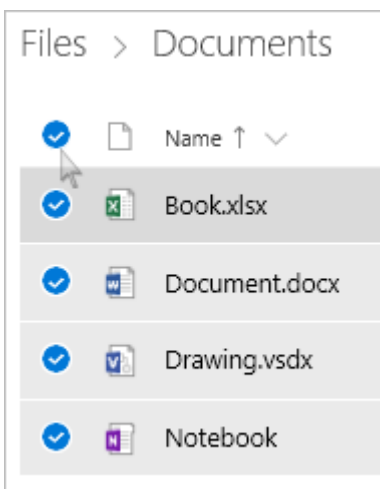 Files > Documents
Name ↑
Book.xlsx
Document.docx
Drawing.vsdx
Notebook